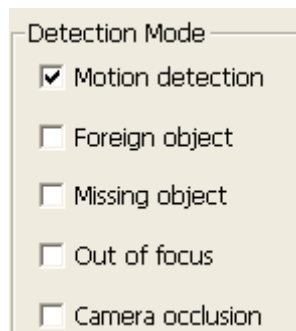 Detection Mode
Motion detection
Foreign object
Missing object
Out of focus
Camera occlusion